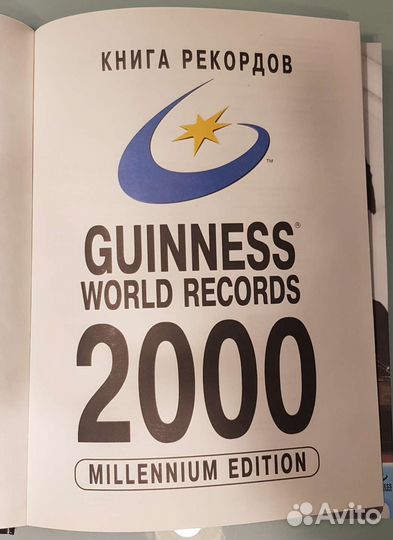 КНИГА РЕКОРДОВ
™
GUINNESS®
WORLD RECORDS
2000
MILLENNIUM EDITION
Avito